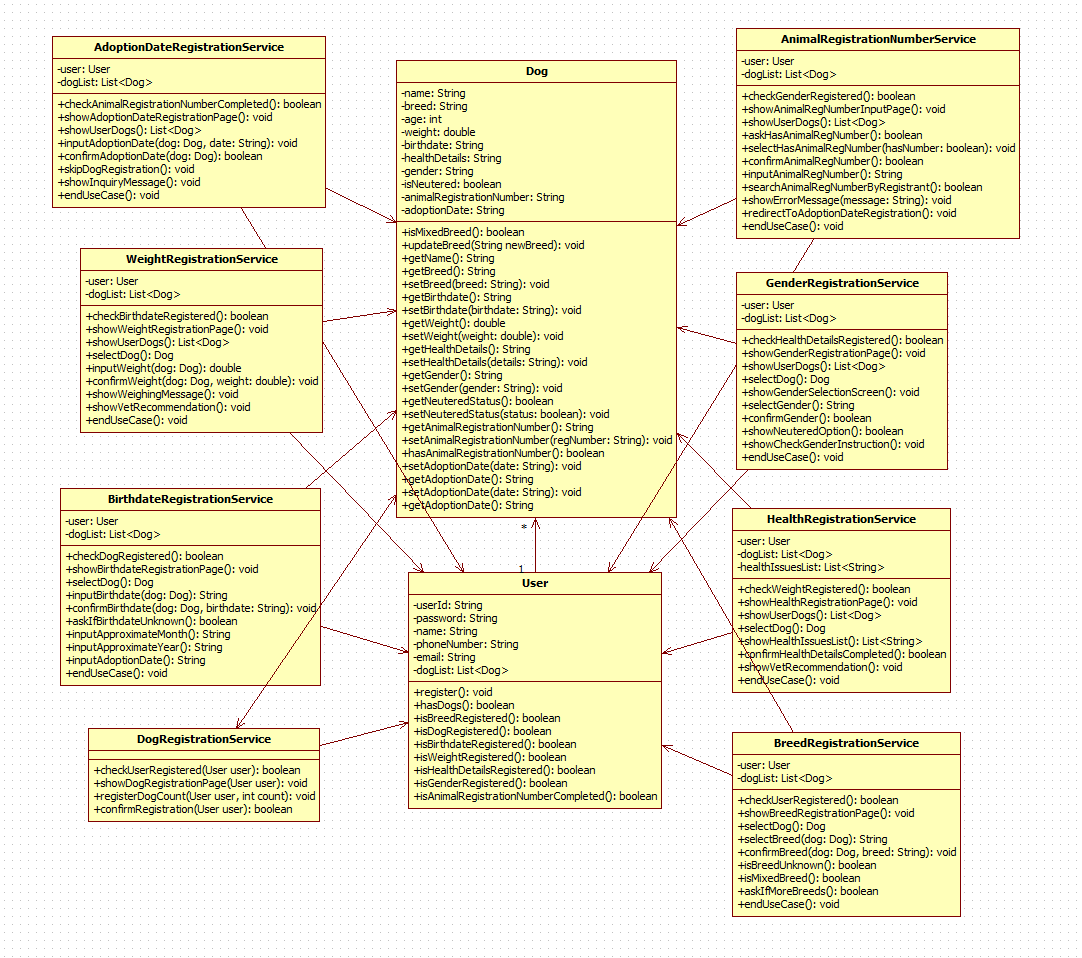 AdoptionDateRegistrationService
-user: User
-dogList: List<Dog>
+checkAnimalRegistrationNumberCompleted(): boolean
+showAdoptionDateRegistrationPage(): void
+showUserDogs(): List<Dog>
+inputAdoptionDate(dog: Dog, date: String): void
+confirmAdoptionDate(dog: Dog): boolean
+skipDogRegistration(): void
+showInquiryMessage(): void
+endUseCase(): void
Dog
-name: String
-breed: String
-age: int
-weight: double
-birthdate: String
-healthDetails: String
-gender: String
-isNeutered: boolean
-animalRegistrationNumber: String
-adoptionDate: String
+isMixedBreed(): boolean
+updateBreed(String newBreed): void
+getName(): String
+getBreed(): String
+setBreed(breed: String): void
+getBirthdate(): String
+setBirthdate(birthdate: String): void
+getWeight(): double
+setWeight(weight: double): void
+getHealthDetails(): String
+setHealthDetails(details: String): void
+getGender(): String
+setGender(gender: String): void
+getNeuteredStatus(): boolean
+setNeuteredStatus(status: boolean): void
+getAnimalRegistrationNumber(): String
+setAnimalRegistrationNumber(regNumber: String): void
+hasAnimalRegistrationNumber(): boolean
+setAdoptionDate(date: String): void
+getAdoptionDate(): String
+setAdoptionDate(date: String): void
+getAdoptionDate(): String
AnimalRegistrationNumberService
-user: User
-dogList: List<Dog>
+checkGenderRegistered(): boolean
+showAnimalRegNumberInputPage(): void
+showUserDogs(): List<Dog>
+askHasAnimalRegNumber(): boolean
+selectHasAnimalRegNumber(hasNumber: boolean): void
+confirmAnimalRegNumber(): boolean
+inputAnimalRegNumber(): String
+searchAnimalRegNumberByRegistrant(): boolean
+showErrorMessage(message: String): void
+redirectToAdoptionDateRegistration(): void
+endUseCase(): void
WeightRegistrationService
-user: User
-dogList: List<Dog>
+checkBirthdateRegistered(): boolean
+showWeightRegistrationPage(): void
+showUserDogs(): List<Dog>
+selectDog(): Dog
+inputWeight(dog: Dog): double
+confirmWeight(dog: Dog, weight: double): void
+showWeighingMessage(): void
+showVetRecommendation(): void
+endUseCase(): void
GenderRegistrationService
-user: User
-dogList: List<Dog>
+checkHealthDetailsRegistered(): boolean
+showGenderRegistrationPage(): void
+showUserDogs(): List<Dog>
+selectDog(): Dog
+showGenderSelectionScreen(): void
+selectGender(): String
+confirmGender(): boolean
+showNeuteredOption(): boolean
+showCheckGenderInstruction(): void
+endUseCase(): void
BirthdateRegistrationService
-user: User
-dogList: List<Dog>
+checkDogRegistered(): boolean
+showBirthdateRegistrationPage(): void
+selectDog(): Dog
+inputBirthdate(dog: Dog): String
+confirmBirthdate(dog: Dog, birthdate: String): void
+askIfBirthdateUnknown(): boolean
+inputApproximateMonth(): String
+inputApproximateYear(): String
+inputAdoptionDate(): String
+endUseCase(): void
*
1
User
-userId: String
-password: String
-name: String
-phoneNumber: String
-email: String
-dogList: List<Dog>
+register(): void
+hasDogs(): boolean
+isBreedRegistered(): boolean
+isDogRegistered(): boolean
+isBirthdateRegistered(): boolean
+isWeightRegistered(): boolean
+isHealthDetailsRegistered(): boolean
+isGenderRegistered(): boolean
+isAnimalRegistrationNumberCompleted(): boolean
HealthRegistrationService
-user: User
-dogList: List<Dog>
-healthIssuesList: List<String>
+checkWeightRegistered(): boolean
+showHealthRegistrationPage(): void
+showUserDogs(): List<Dog>
+selectDog(): Dog
+showHealthIssuesList(): List<String>
+confirmHealthDetailsCompleted(): boolean
+showVetRecommendation(): void
+endUseCase(): void
DogRegistrationService
+checkUserRegistered(User user): boolean
+showDogRegistrationPage(User user): void
+registerDogCount(User user, int count): void
+confirmRegistration(User user): boolean
BreedRegistrationService
-user: User
-dogList: List<Dog>
+checkUserRegistered(): boolean
+showBreedRegistrationPage(): void
+selectDog(): Dog
+selectBreed(dog: Dog): String
+confirmBreed(dog: Dog, breed: String): void
+isBreedUnknown(): boolean
+isMixedBreed(): boolean
+askIfMoreBreeds(): boolean
+endUseCase(): void